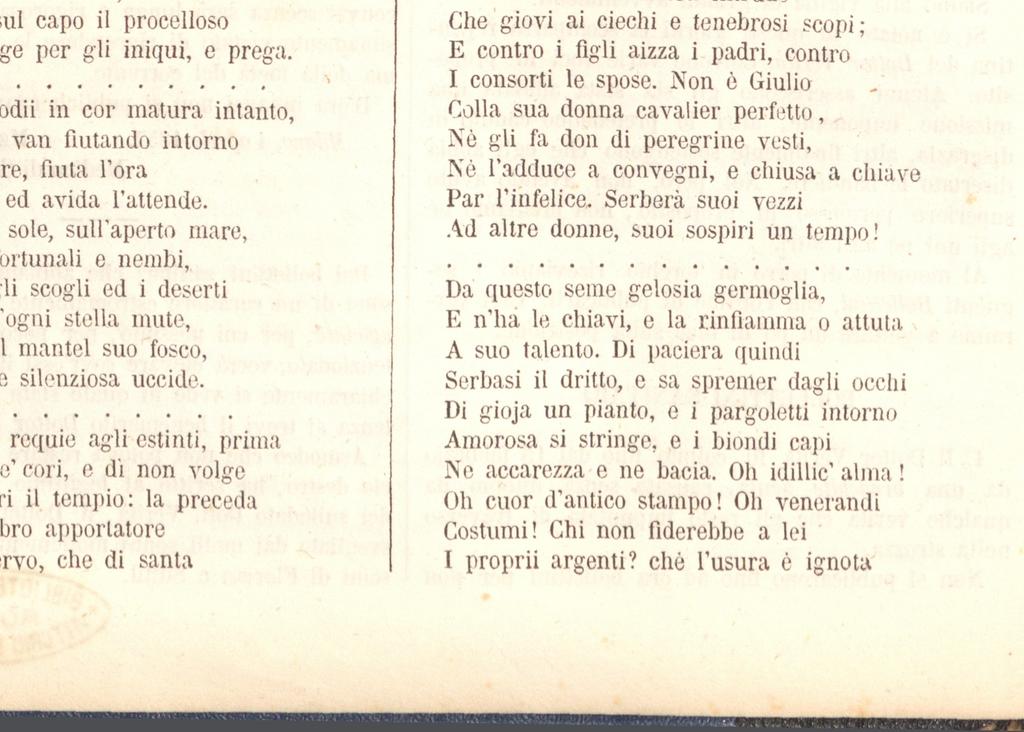 sul capo il procelloso
ge per gli iniqui, e prega.
. . . . . . . . .
odii in cor matura intanto,
van fiutando intorno
re, fiuta l'ora
ed avida l'attende.
sole, sull'aperto mare,
ortunali e nembi,
li scogli ed i deserti
'ogni stella mute,
l mantel suo fosco,
e silenziosa uccide.
. . . . . . . .
requie agli estinti, prima
e' cori, e dì non volge
ri il tempio: la preceda
bro apportatore
ervo, che di santa
Che giovi ai ciechi e tenebrosi scopi;
E contro i figli aizza i padri, contro
I consorti le spose. Non è Giulio
Colla sua donna cavalier perfetto,
Nè gli fa don di peregrine vesti,
Nè l'adduce a convegni, e chiusa a chiave
Par l'infelice. Serberà suoi vezzi
Ad altre donne, suoi sospiri un tempo!
. . . . . . . . . . . . . .
Da questo seme gelosia germoglia,
E n'ha le chiavi, e la rinfiamma o attuta
A suo talento. Di paciera quindi
Serbasi il dritto, e sa spremer dagli occhi
Di gioja un pianto, e i pargoletti intorno
Amorosa si stringe, e i biondi capi
Ne accarezza e ne bacia. Oh idillic' alma!
Oh cuor d'antico stampo! Oh venerandi
Costumi! Chi non fiderebbe a lei
I proprii argenti? chè l'usura è ignota